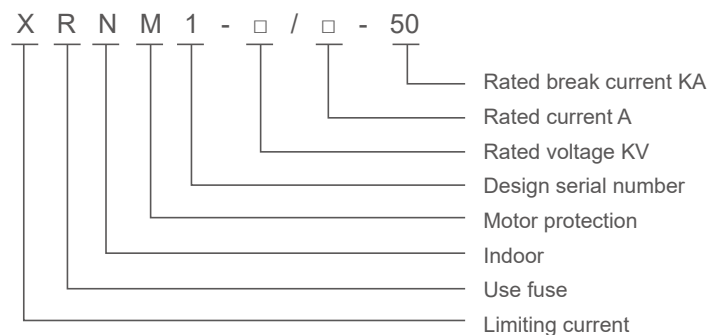 X R N M 1 - □ / □ - 50
Rated break current KA
Rated current A
Rated voltage KV
Design serial number
Motor protection
Indoor
Use fuse
Limiting current